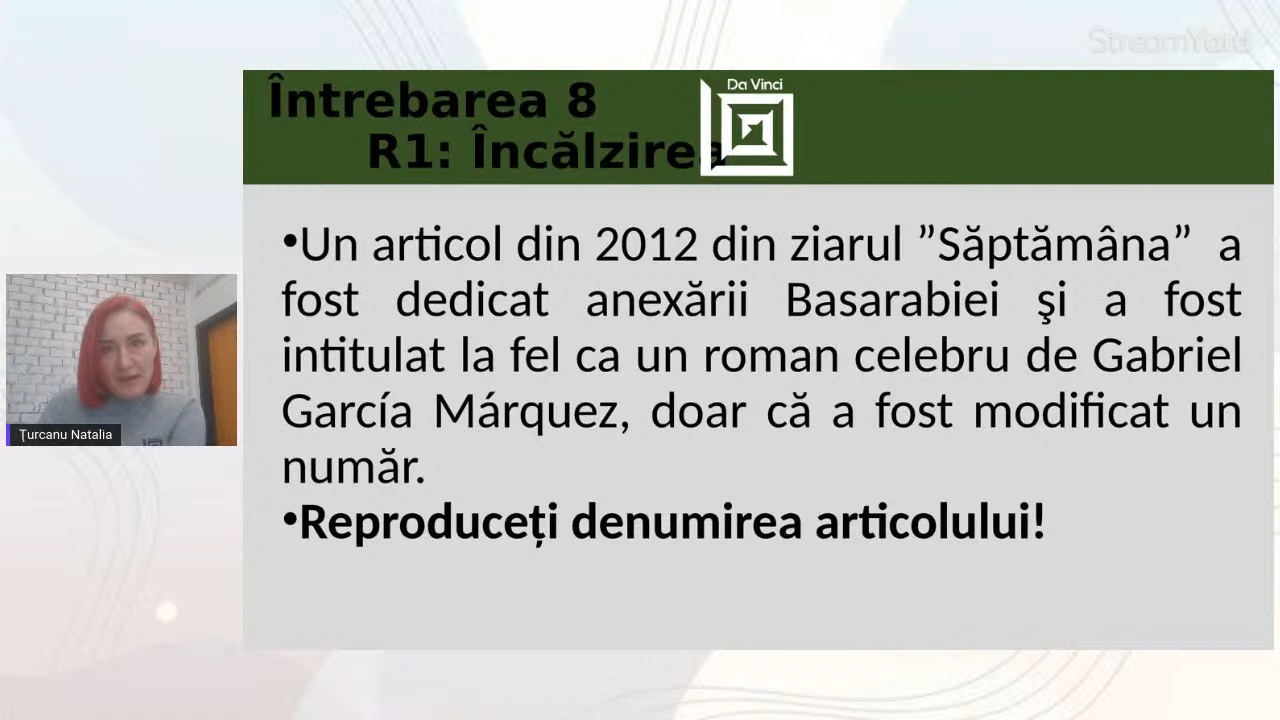 StreamYard
Da Vinci
Întrebarea 8
R1: Încălzirea
•Un articol din 2012 din ziarul ”Săptămâna” a
fost dedicat anexării Basarabiei şi a fost
intitulat la fel ca un roman celebru de Gabriel
García Márquez, doar că a fost modificat un
număr.
•Reproduceți denumirea articolului!
Ţurcanu Natalia